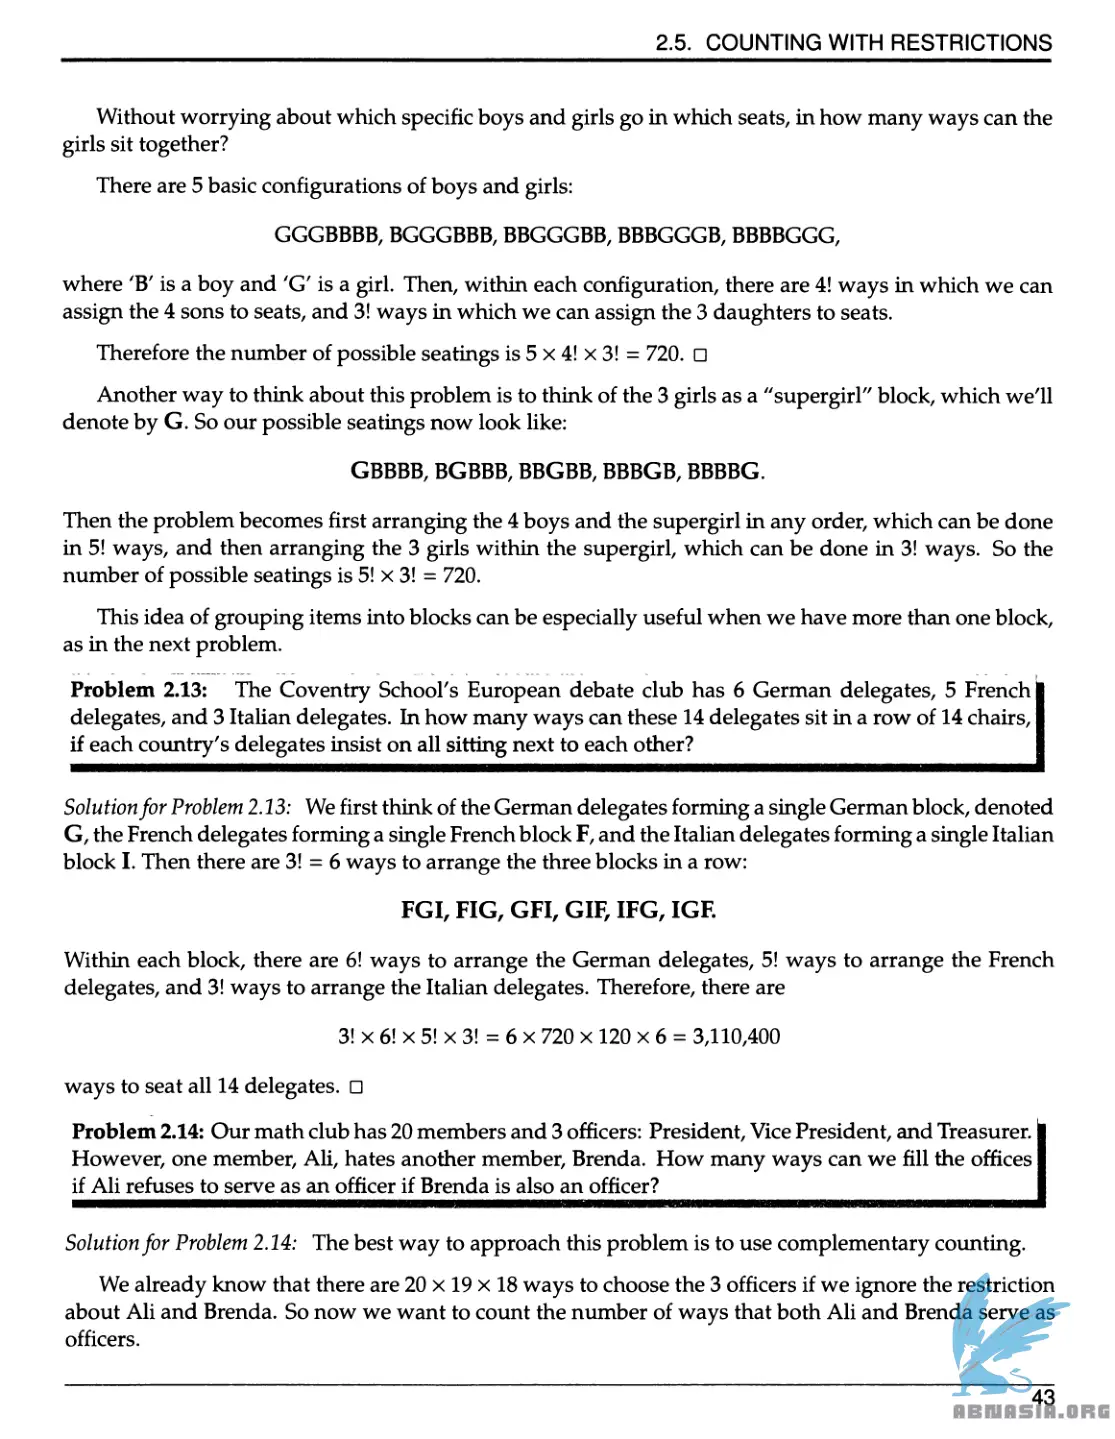 2.5. COUNTING WITH RESTRICTIONS
Without worrying about which specific boys and girls go in which seats, in how many ways can the
girls sit together?
There are 5 basic configurations of boys and girls:
GGGBBBB, BGGGBBB, BBGGGBB, BBBGGGB, BBBBGGG,
where 'B' is a boy and 'G' is a girl. Then, within each configuration, there are 4! ways in which we can
assign the 4 sons to seats, and 3! ways in which we can assign the 3 daughters to seats.
Therefore the number of possible seatings is 5 × 4! × 3! = 720. □
Another way to think about this problem is to think of the 3 girls as a "supergirl" block, which we'll
denote by G. So our possible seatings now look like:
GBBBB, BGBBB, BBGBB, BBBGB, BBBBG.
Then the problem becomes first arranging the 4 boys and the supergirl in any order, which can be done
in 5! ways, and then arranging the 3 girls within the supergirl, which can be done in 3! ways. So the
number of possible seatings is 5! × 3! = 720.
This idea of grouping items into blocks can be especially useful when we have more than one block,
as in the next problem.
Problem 2.13: The Coventry School's European debate club has 6 German delegates, 5 French
delegates, and 3 Italian delegates. In how many ways can these 14 delegates sit in a row of 14 chairs,
if each country's delegates insist on all sitting next to each other?
Solution for Problem 2.13: We first think of the German delegates forming a single German block, denoted
G, the French delegates forming a single French block F, and the Italian delegates forming a single Italian
block I. Then there are 3! = 6 ways to arrange the three blocks in a row:
FGI, FIG, GFI, GIF, IFG, IGF.
Within each block, there are 6! ways to arrange the German delegates, 5! ways to arrange the French
delegates, and 3! ways to arrange the Italian delegates. Therefore, there are
3! × 6! × 5! × 3! = 6 × 720 × 120 × 6 = 3,110,400
ways to seat all 14 delegates. □
Problem 2.14: Our math club has 20 members and 3 officers: President, Vice President, and Treasurer.
However, one member, Ali, hates another member, Brenda. How many ways can we fill the offices
if Ali refuses to serve as an officer if Brenda is also an officer?
Solution for Problem 2.14: The best way to approach this problem is to use complementary counting.
We already know that there are 20 × 19 × 18 ways to choose the 3 officers if we ignore the restriction
about Ali and Brenda. So now we want to count the number of ways that both Ali and Brenda serve as
officers.
43
ABNASIA.ORG